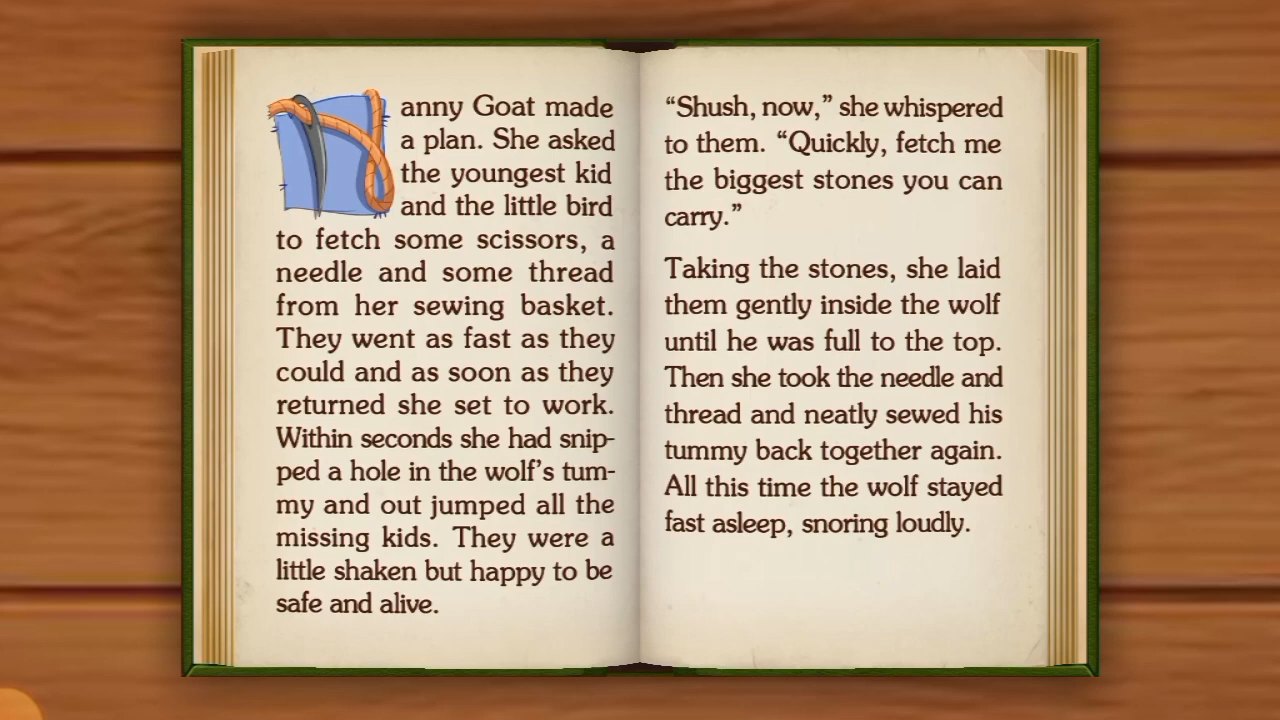 Nanny Goat made
a plan. She asked
the youngest kid
and the little bird
to fetch some scissors, a
needle and some thread
from her sewing basket.
They went as fast as they
could and as soon as they
returned she set to work.
Within seconds she had snip-
ped a hole in the wolf’s tum-
my and out jumped all the
missing kids. They were a
little shaken but happy to be
safe and alive.
“Shush, now,” she whispered
to them. “Quickly, fetch me
the biggest stones you can
carry.”
Taking the stones, she laid
them gently inside the wolf
until he was full to the top.
Then she took the needle and
thread and neatly sewed his
tummy back together again.
All this time the wolf stayed
fast asleep, snoring loudly.